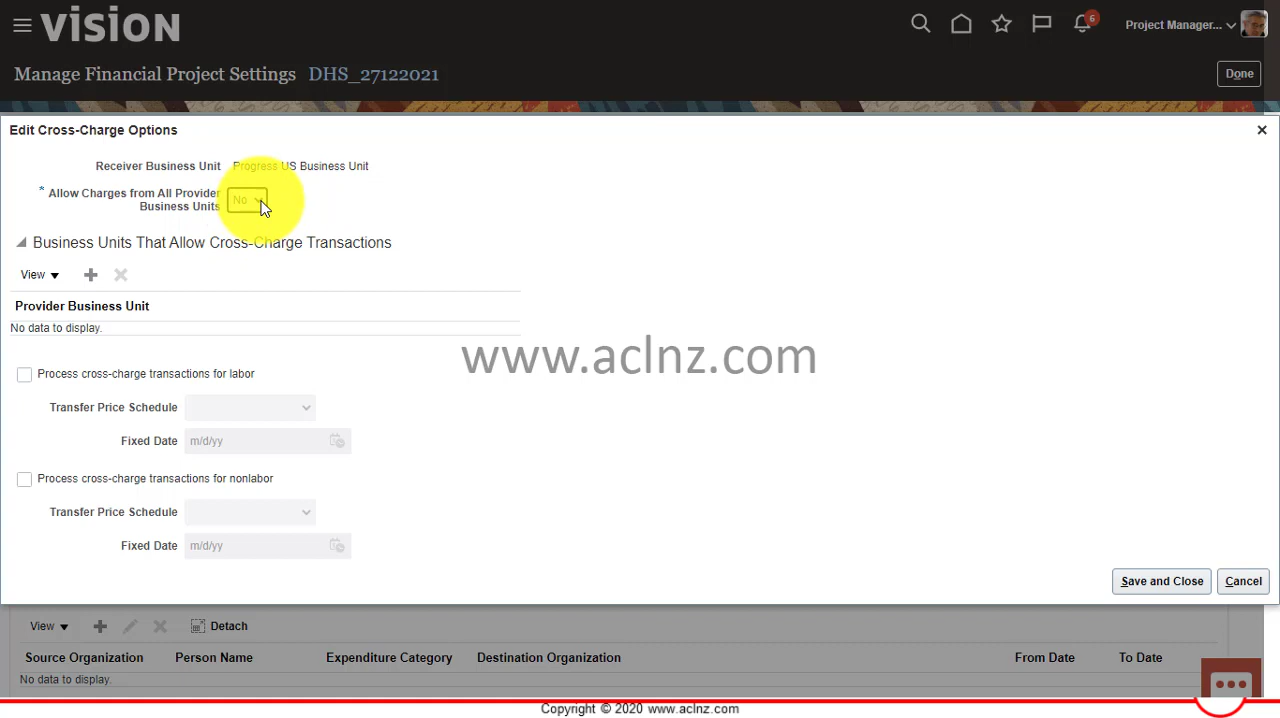 vision
6
Project Manager...
Manage Financial Project Settings DHS_27122021
Done
Edit Cross-Charge Options
Receiver Business Unit Progress US Business Unit
* Allow Charges from All Provider
Business Units
No
Business Units That Allow Cross-Charge Transactions
View
Provider Business Unit
No data to display.
www.aclnz.com
Process cross-charge transactions for labor
Transfer Price Schedule
Fixed Date m/d/yy
Process cross-charge transactions for nonlabor
Transfer Price Schedule
Fixed Date m/d/yy
Save and Close Cancel
View Detach
Source Organization Person Name Expenditure Category Destination Organization From Date To Date
No data to display.
Copyright © 2020 www.aclnz.com